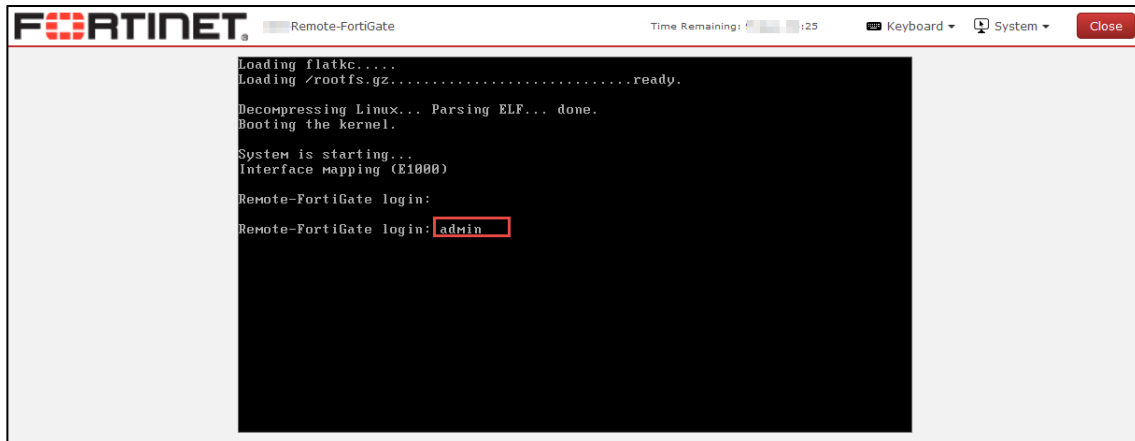 FORTINET®
Remote-FortiGate
Time Remaining: :25
Keyboard
System
Close
Loading flatkc.....
Loading /rootfs.gz.............................ready.
Decompressing Linux... Parsing ELF... done.
Booting the kernel.
System is starting...
Interface mapping (E1000)
Remote-FortiGate login:
Remote-FortiGate login: admin